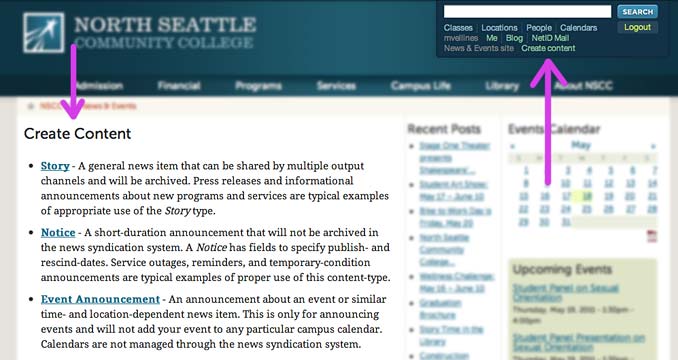 NORTH SEATTLE
COMMUNITY COLLEGE
SEARCH
Classes Locations People Calendars
mvellines Me Blog NetID Mail
Logout
News & Events site Create content
Admission Financial Programs Services Campus Life Library About NSCC
NSCC News & Events
Create Content
• Story - A general news item that can be shared by multiple output
channels and will be archived. Press releases and informational
announcements about new programs and services are typical examples
of appropriate use of the Story type.
• Notice - A short-duration announcement that will not be archived in
the news syndication system. A Notice has fields to specify publish- and
rescind-dates. Service outages, reminders, and temporary-condition
announcements are typical examples of proper use of this content-type.
• Event Announcement - An announcement about an event or similar
time- and location-dependent news item. This is only for announcing
events and will not add your event to any particular campus calendar.
Calendars are not managed through the news syndication system.
Recent Posts
Stage One Theater
presents
Shakespeare'...
Student Art Show:
May 17 – June 10
Bike to Work Day is
Friday, May 20
North Seattle
Community
College...
Wellness Challenge:
May 16 – June 10
Graduation
Brochure
Story Time in the
Library
Construction
Events Calendar
« May »
1 2 3 4 5 6 7
8 9 10 11 12 13 14
15 16 17 18 19 20 21
22 23 24 25 26 27 28
29 30 31
Upcoming Events
Student Panel on Sexual
Orientation
Thursday, May 19, 2011 - 1:30pm -
4:00pm
Student Panel Presentation
on Sexual Orientation